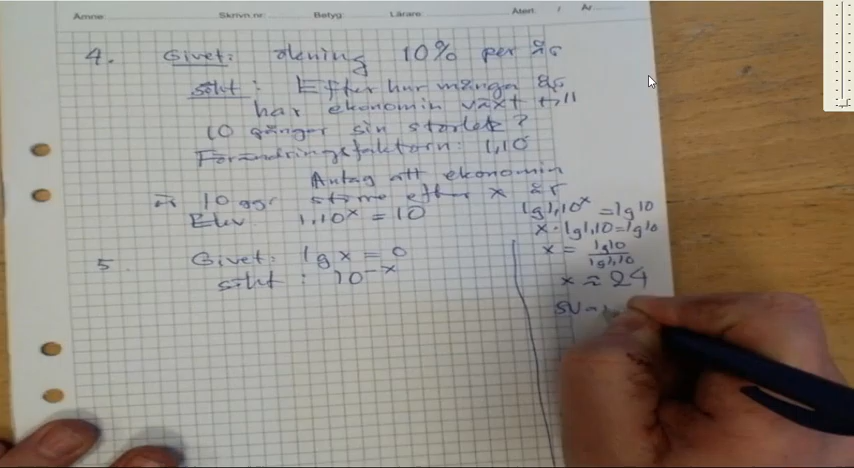 Ämne: Skrivn.nr: Betyg: Lärare: Återl: / År:
4. Givet: ökning 10% per år
sökt: Efter hur många år
har ekonomin växt till
10 gånger sin storlek?
Förändringsfaktorn: 1,10
Antag att ekonomin
är 10 ggr större efter x år
Ekv. 1,10^x = 10
lg1,10^x = lg10
x · lg1,10 = lg10
x = lg10/lg1,10
x ≈ 24
5. Givet: lg x = 0
sökt: 10^-x